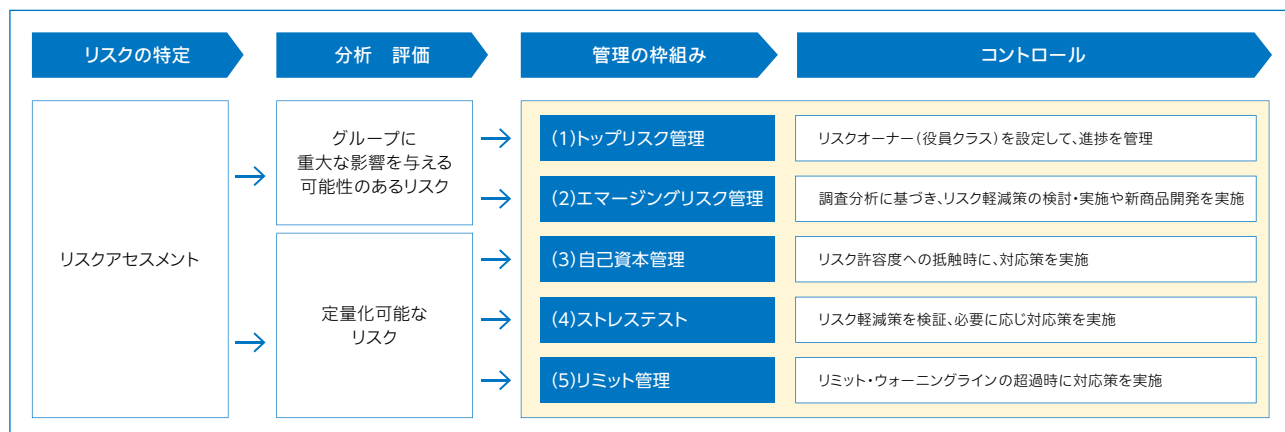 リスクの特定
分析　評価
管理の枠組み
コントロール
リスクアセスメント
グループに
重大な影響を与える
可能性のあるリスク
定量化可能な
リスク
(1)トップリスク管理
リスクオーナー(役員クラス)を設定して、進捗を管理
(2)エマージングリスク管理
調査分析に基づき、リスク軽減策の検討・実施や新商品開発を実施
(3)自己資本管理
リスク許容度への抵触時に、対応策を実施
(4)ストレステスト
リスク軽減策を検証、必要に応じ対応策を実施
(5)リミット管理
リミット・ウォーニングラインの超過時に対応策を実施